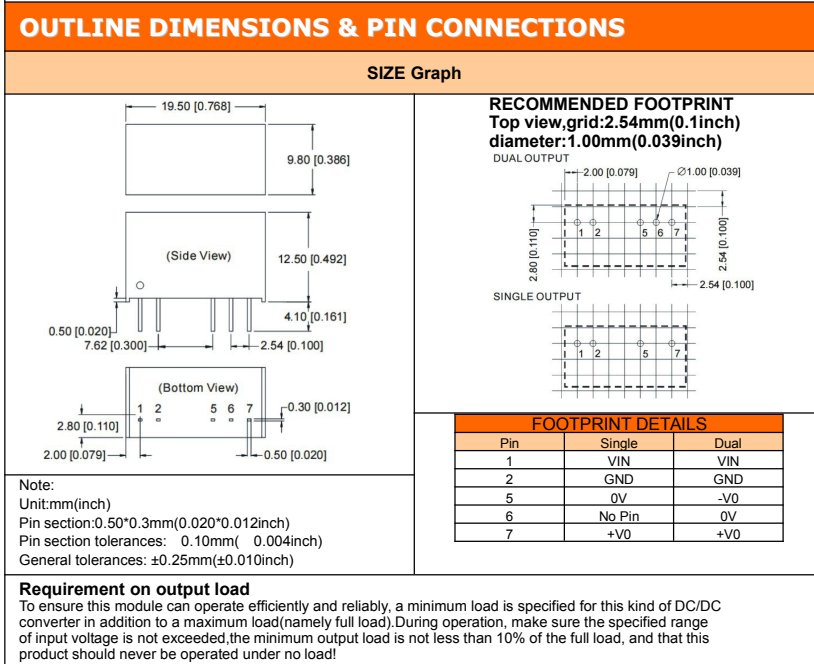 OUTLINE DIMENSIONS & PIN CONNECTIONS
SIZE Graph
19.50 [0.768]
9.80 [0.386]
(Side View)
12.50 [0.492]
4.10 [0.161]
0.50 [0.020]
7.62 [0.300]
2.54 [0.100]
(Bottom View)
1 2 5 6 7
0.30 [0.012]
2.80 [0.110]
2.00 [0.079]
0.50 [0.020]
RECOMMENDED FOOTPRINT
Top view,grid:2.54mm(0.1inch)
diameter:1.00mm(0.039inch)
DUAL OUTPUT
2.00 [0.079]
∅1.00 [0.039]
1 2 5 6 7
2.80 [0.110]
2.54 [0.100]
2.54 [0.100]
SINGLE OUTPUT
1 2 5 7
FOOTPRINT DETAILS
Pin Single Dual
1 VIN VIN
2 GND GND
5 0V -V0
6 No Pin 0V
7 +V0 +V0
Note:
Unit:mm(inch)
Pin section:0.50*0.3mm(0.020*0.012inch)
Pin section tolerances: 0.10mm( 0.004inch)
General tolerances: ±0.25mm(±0.010inch)
Requirement on output load
To ensure this module can operate efficiently and reliably, a minimum load is specified for this kind of DC/DC
converter in addition to a maximum load(namely full load).During operation, make sure the specified range
of input voltage is not exceeded,the minimum output load is not less than 10% of the full load, and that this
product should never be operated under no load!